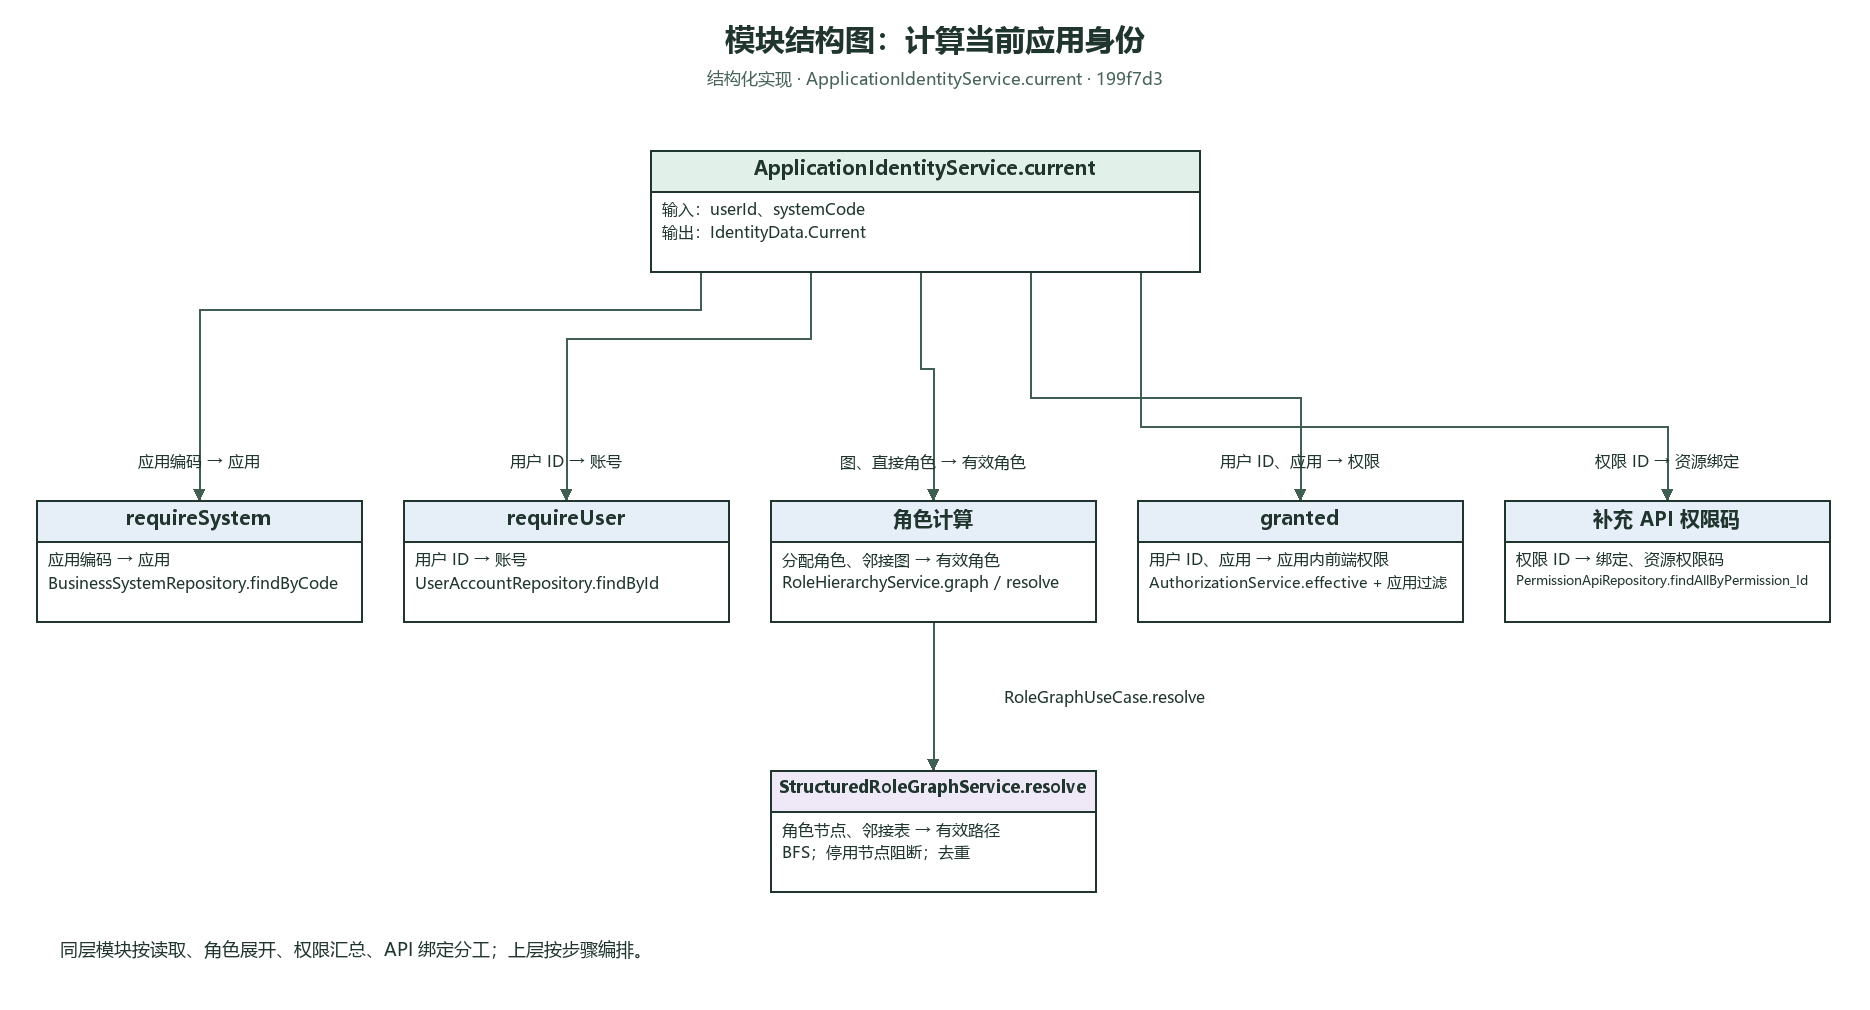 模块结构图：计算当前应用身份
结构化实现 · ApplicationIdentityService.current · 199f7d3
ApplicationIdentityService.current
输入：userId、systemCode
输出：IdentityData.Current
应用编码 → 应用
用户 ID → 账号
图、直接角色 → 有效角色
用户 ID、应用 → 权限
权限 ID → 资源绑定
requireSystem
应用编码 → 应用
BusinessSystemRepository.findByCode
requireUser
用户 ID → 账号
UserAccountRepository.findById
角色计算
分配角色、邻接图 → 有效角色
RoleHierarchyService.graph / resolve
granted
用户 ID、应用 → 应用内前端权限
AuthorizationService.effective + 应用过滤
补充 API 权限码
权限 ID → 绑定、资源权限码
PermissionApiRepository.findAllByPermission_Id
RoleGraphUseCase.resolve
StructuredRoleGraphService.resolve
角色节点、邻接表 → 有效路径
BFS；停用节点阻断；去重
同层模块按读取、角色展开、权限汇总、API 绑定分工；上层按步骤编排。